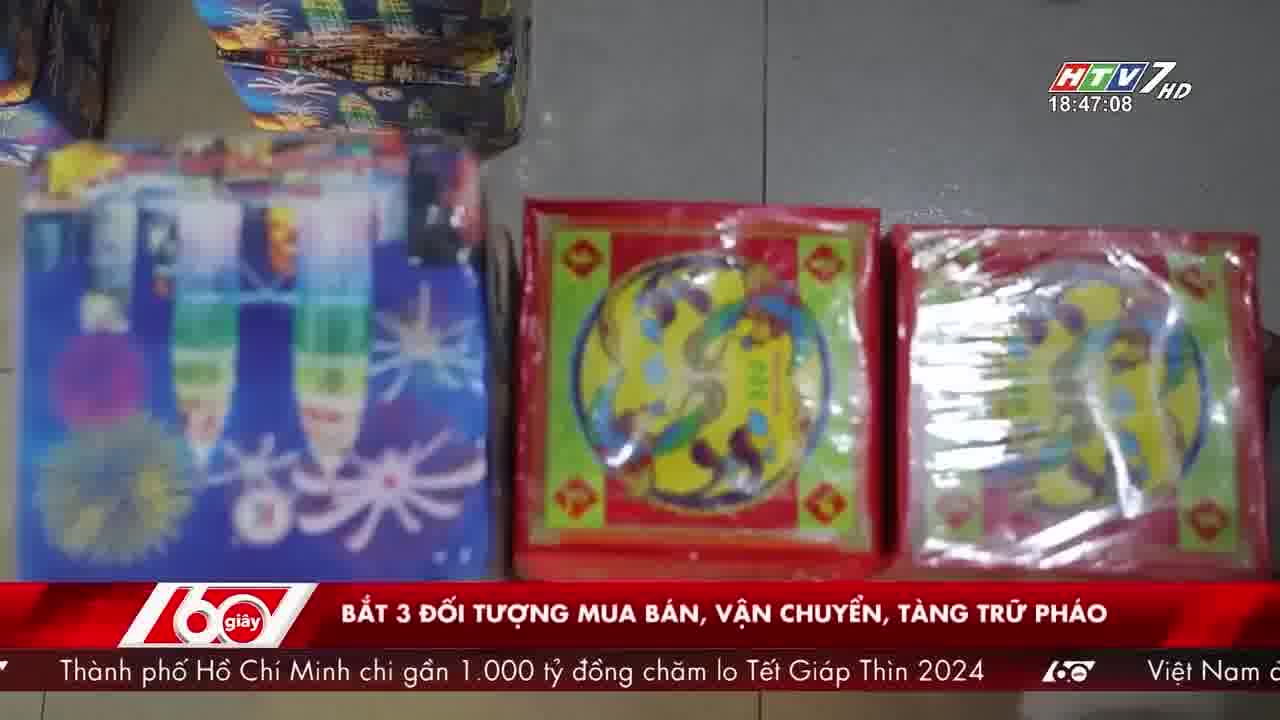 HTV7 HD
18:47:08
60 giây
BẮT 3 ĐỐI TƯỢNG MUA BÁN, VẬN CHUYỂN, TÀNG TRỮ PHÁO
Thành phố Hồ Chí Minh chi gần 1.000 tỷ đồng chăm lo Tết Giáp Thìn 2024
60 giây
Việt Nam